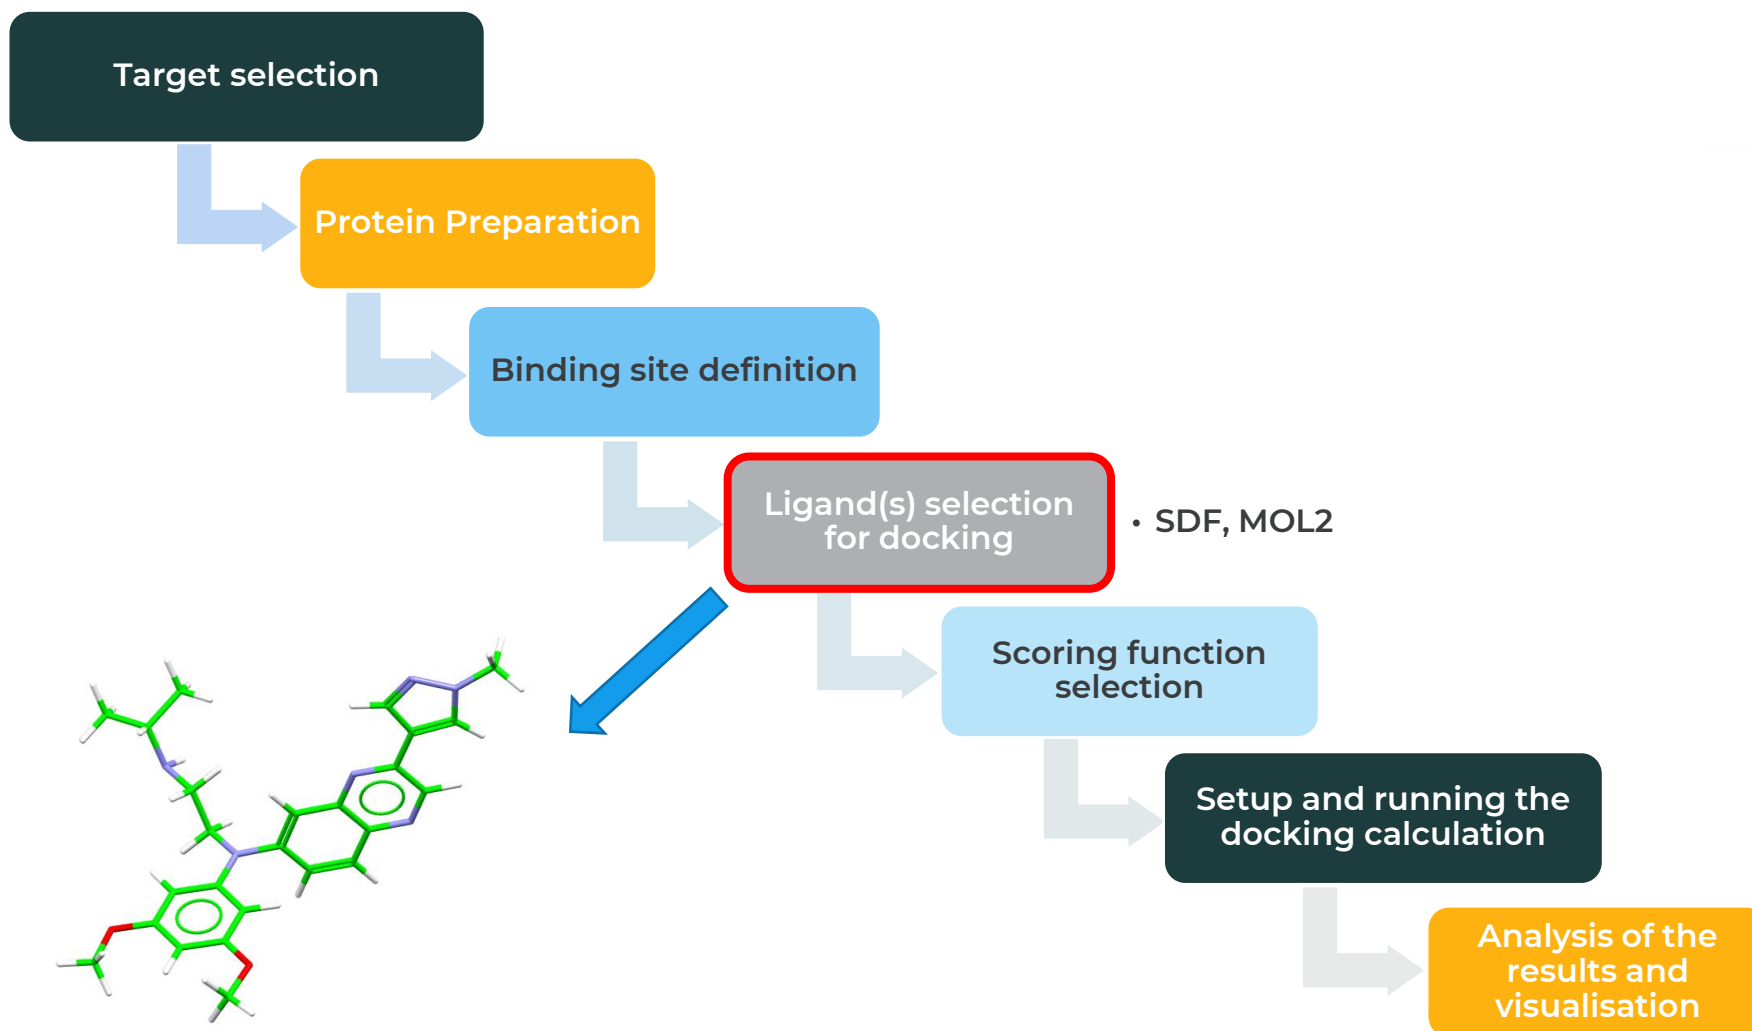 Target selection
Protein Preparation
Binding site definition
Ligand(s) selection
for docking
• SDF, MOL2
Scoring function
selection
Setup and running the
docking calculation
Analysis of the
results and
visualisation